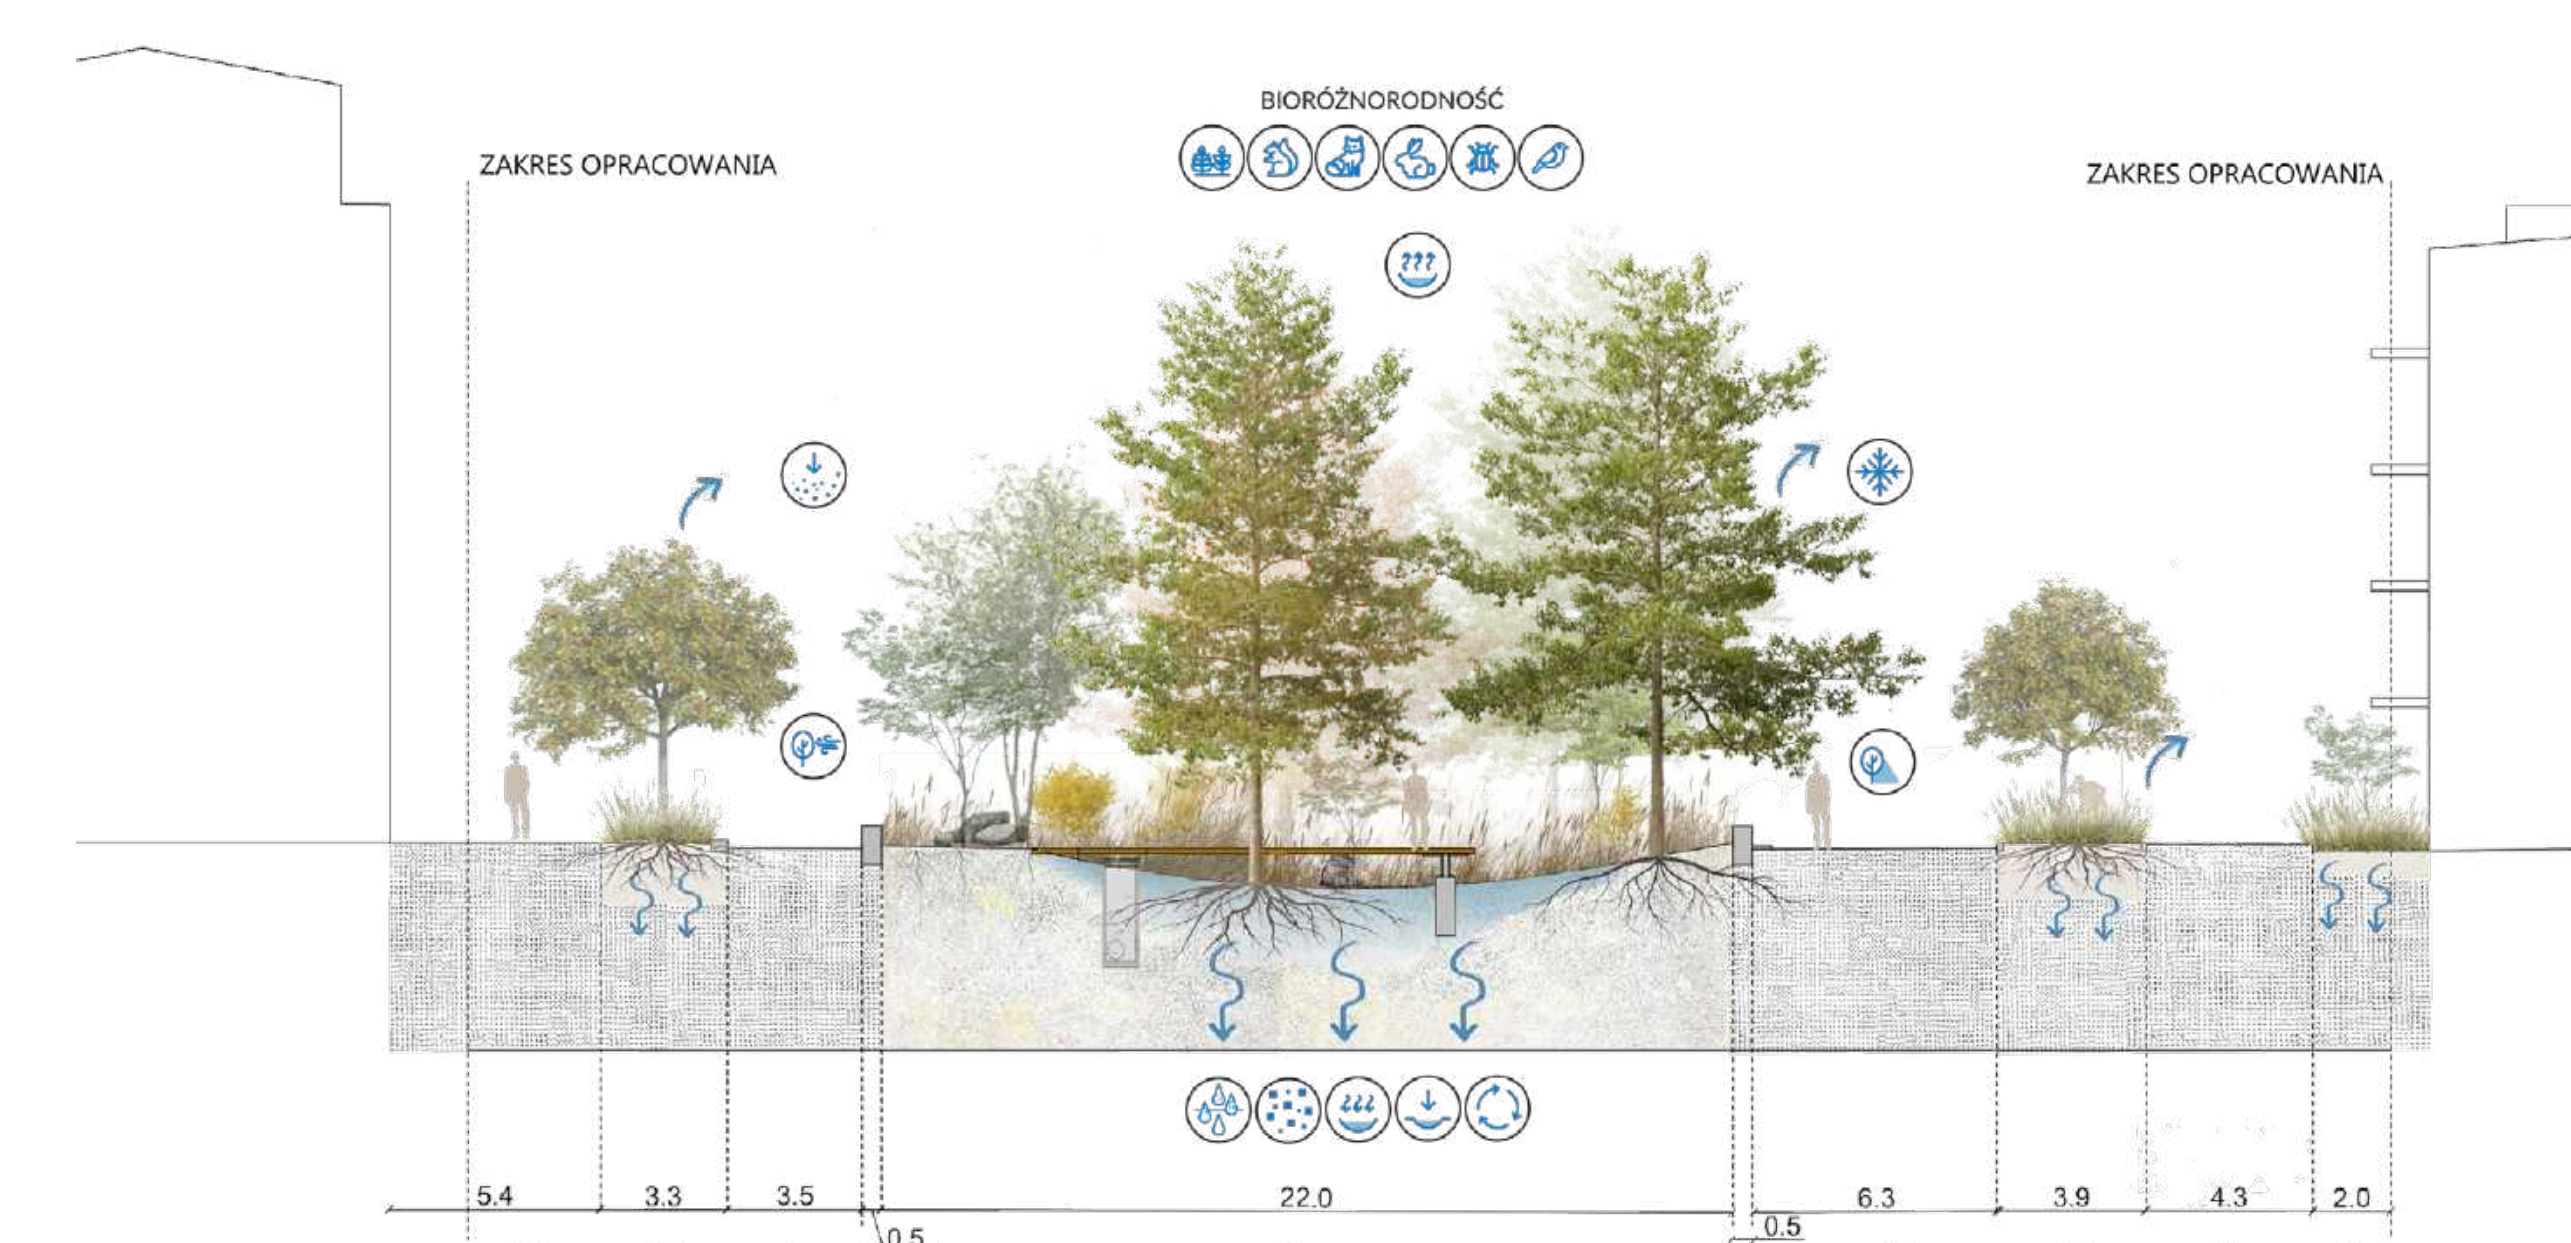 BIORÓŻNORODNOŚĆ
ZAKRES OPRACOWANIA
ZAKRES OPRACOWANIA
5.4 3.3 3.5 22.0 6.3 3.9 4.3 2.0
0.5 0.5